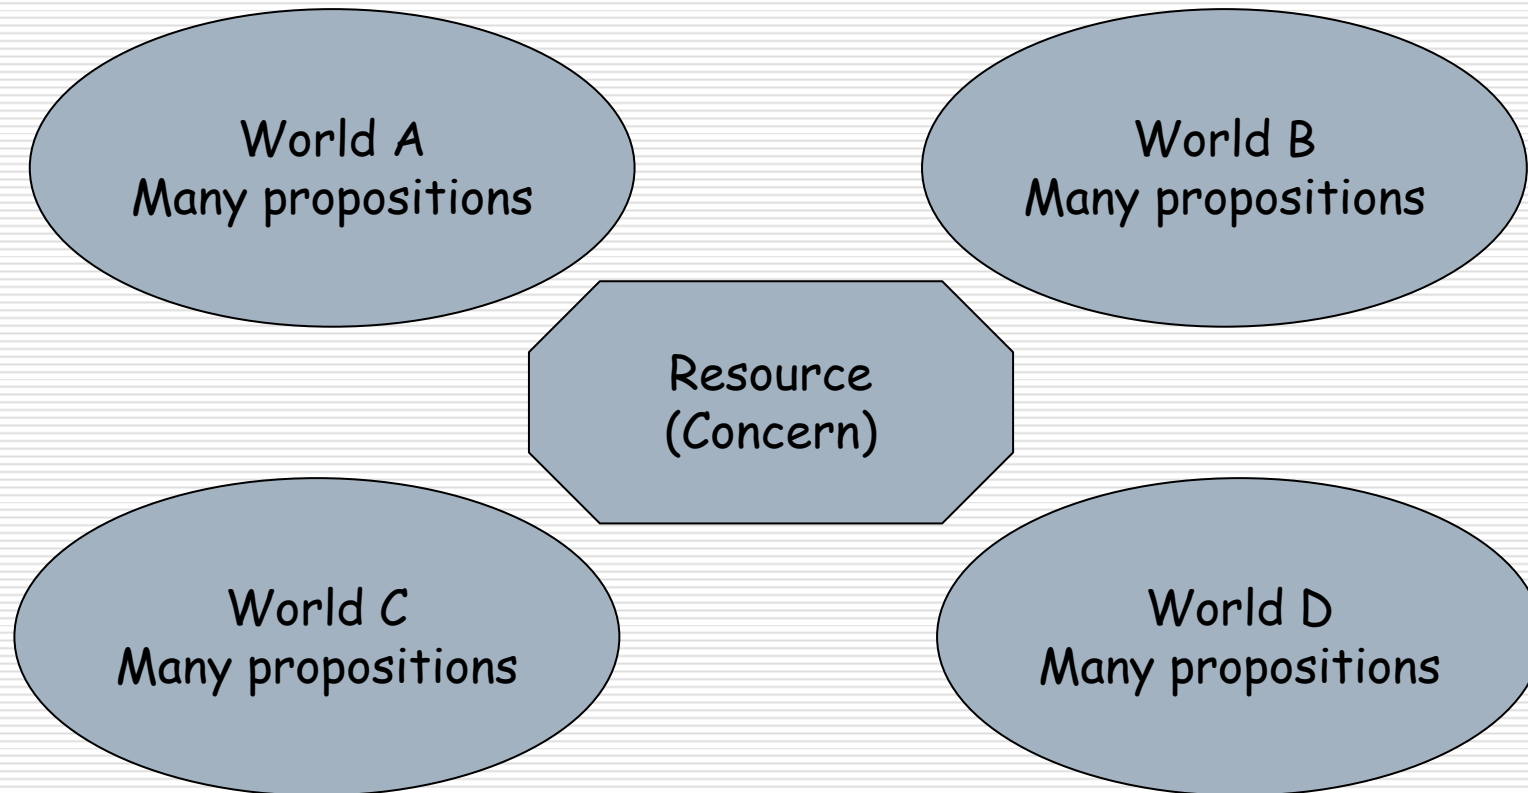 World A
Many propositions
World B
Many propositions
Resource
(Concern)
World C
Many propositions
World D
Many propositions